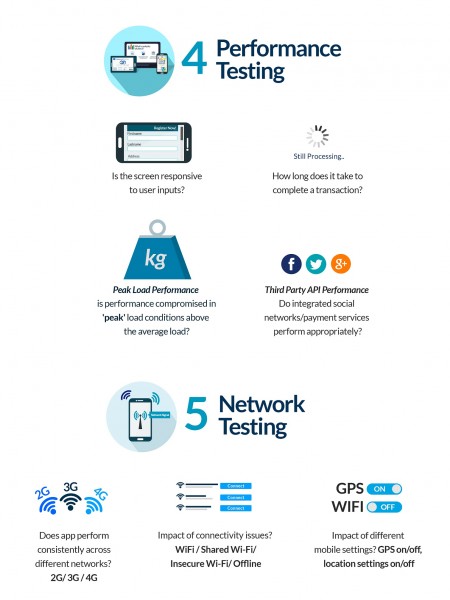 4 Performance
Testing
Register Now!
Firstname
Lastname
Address
Still Processing..
Is the screen responsive
to user inputs?
How long does it take to
complete a transaction?
kg
Peak Load Performance
is performance compromised in
'peak' load conditions above
the average load?
f
g+
Third Party API Performance
Do integrated social
networks/payment services
perform appropriately?
5 Network
Testing
2G 3G 4G
Connect
Connect
Connect
GPS ON
WIFI OFF
Does app perform
consistently across
different networks?
2G/ 3G / 4G
Impact of connectivity issues?
WiFi / Shared Wi-Fi/
Insecure Wi-Fi/ Offline
Impact of different
mobile settings? GPS on/off,
location settings on/off